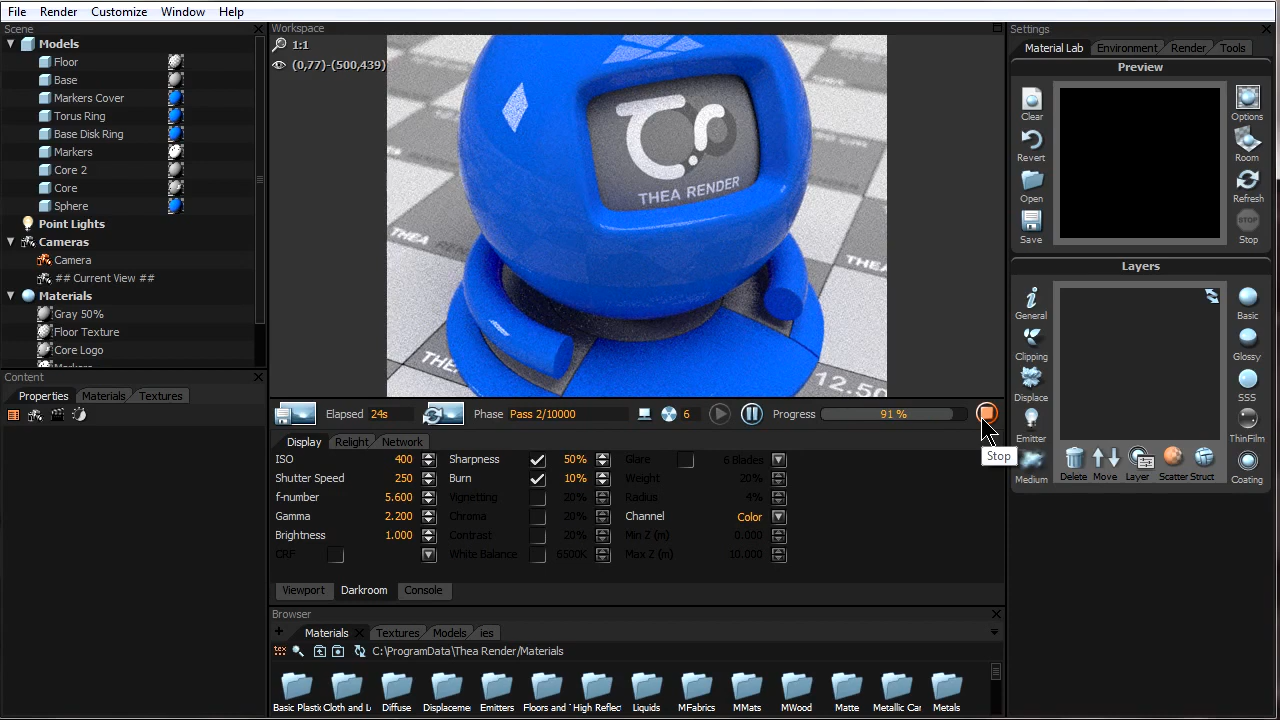 File Render Customize Window Help
Scene
Models
Floor
Base
Markers Cover
Torus Ring
Base Disk Ring
Markers
Core 2
Core
Sphere
Point Lights
Cameras
Camera
## Current View ##
Materials
Gray 50%
Floor Texture
Core Logo
Content
Properties Materials Textures
Workspace
1:1
(0,77)-(500,439)
THEA RENDER
THEA
THEA
THEA
12.50
Elapsed 24s Phase Pass 2/10000 6 Progress 91 %
Stop
Display Relight Network
ISO 400 Sharpness 50% Glare 6 Blades
Shutter Speed 250 Burn 10% Weight 20%
f-number 5.600 Vignetting 20% Radius 4%
Gamma 2.200 Chroma 20% Channel Color
Brightness 1.000 Contrast 20% Min Z (m) 0.000
CRF White Balance 6500K Max Z (m) 10.000
Viewport Darkroom Console
Browser
Materials Textures Models ies
tex C:\ProgramData\Thea Render/Materials
Basic Plastic Cloth and L Diffuse Displaceme Emitters Floors and High Reflec Liquids MFabrics MMats MWood Matte Metallic Car Metals
Settings
Material Lab Environment Render Tools
Preview
Clear Options
Revert Room
Open Refresh
Save STOP Stop
Layers
General Basic
Clipping Glossy
Displace SSS
Emitter ThinFilm
Medium Delete Move Layer Scatter Struct Coating